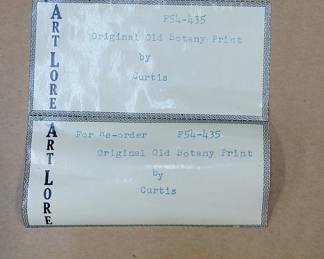 ART LORE
F54-435
Original Old Botany Print
by
Curtis
ART LORE
For Re-order F54-435
Original Old Botany Print
by
Curtis